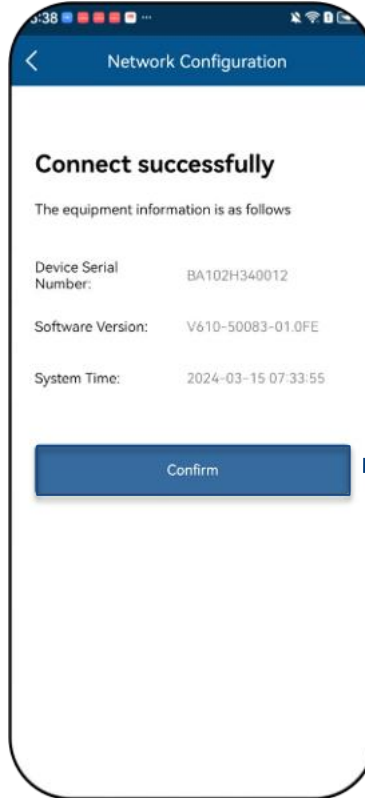 :38
Network Configuration
Connect successfully
The equipment information is as follows
Device Serial
Number:
BA102H340012
Software Version:
V610-50083-01.0FE
System Time:
2024-03-15 07:33:55
Confirm